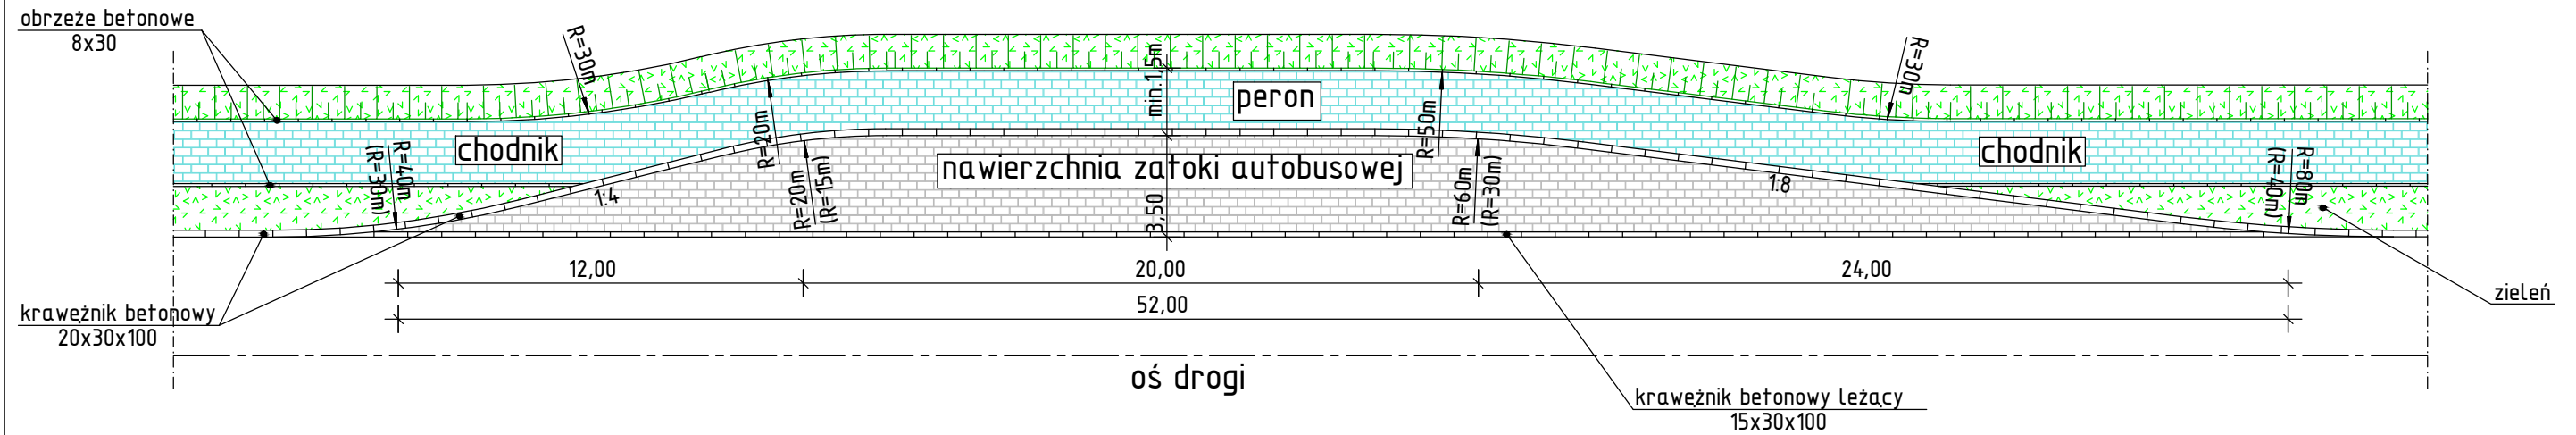 obrzeże betonowe
8x30
R=30m
min.1,5m
R=30m
peron
R=20m
R=50m
chodnik
chodnik
R=40m
(R=30m)
nawierzchnia zatoki autobusowej
R=20m
(R=15m)
R=60m
(R=30m)
R=80m
(R=40m)
1:4
1:8
3,50
12,00
20,00
24,00
52,00
zieleń
krawężnik betonowy
20x30x100
oś drogi
krawężnik betonowy leżący
15x30x100